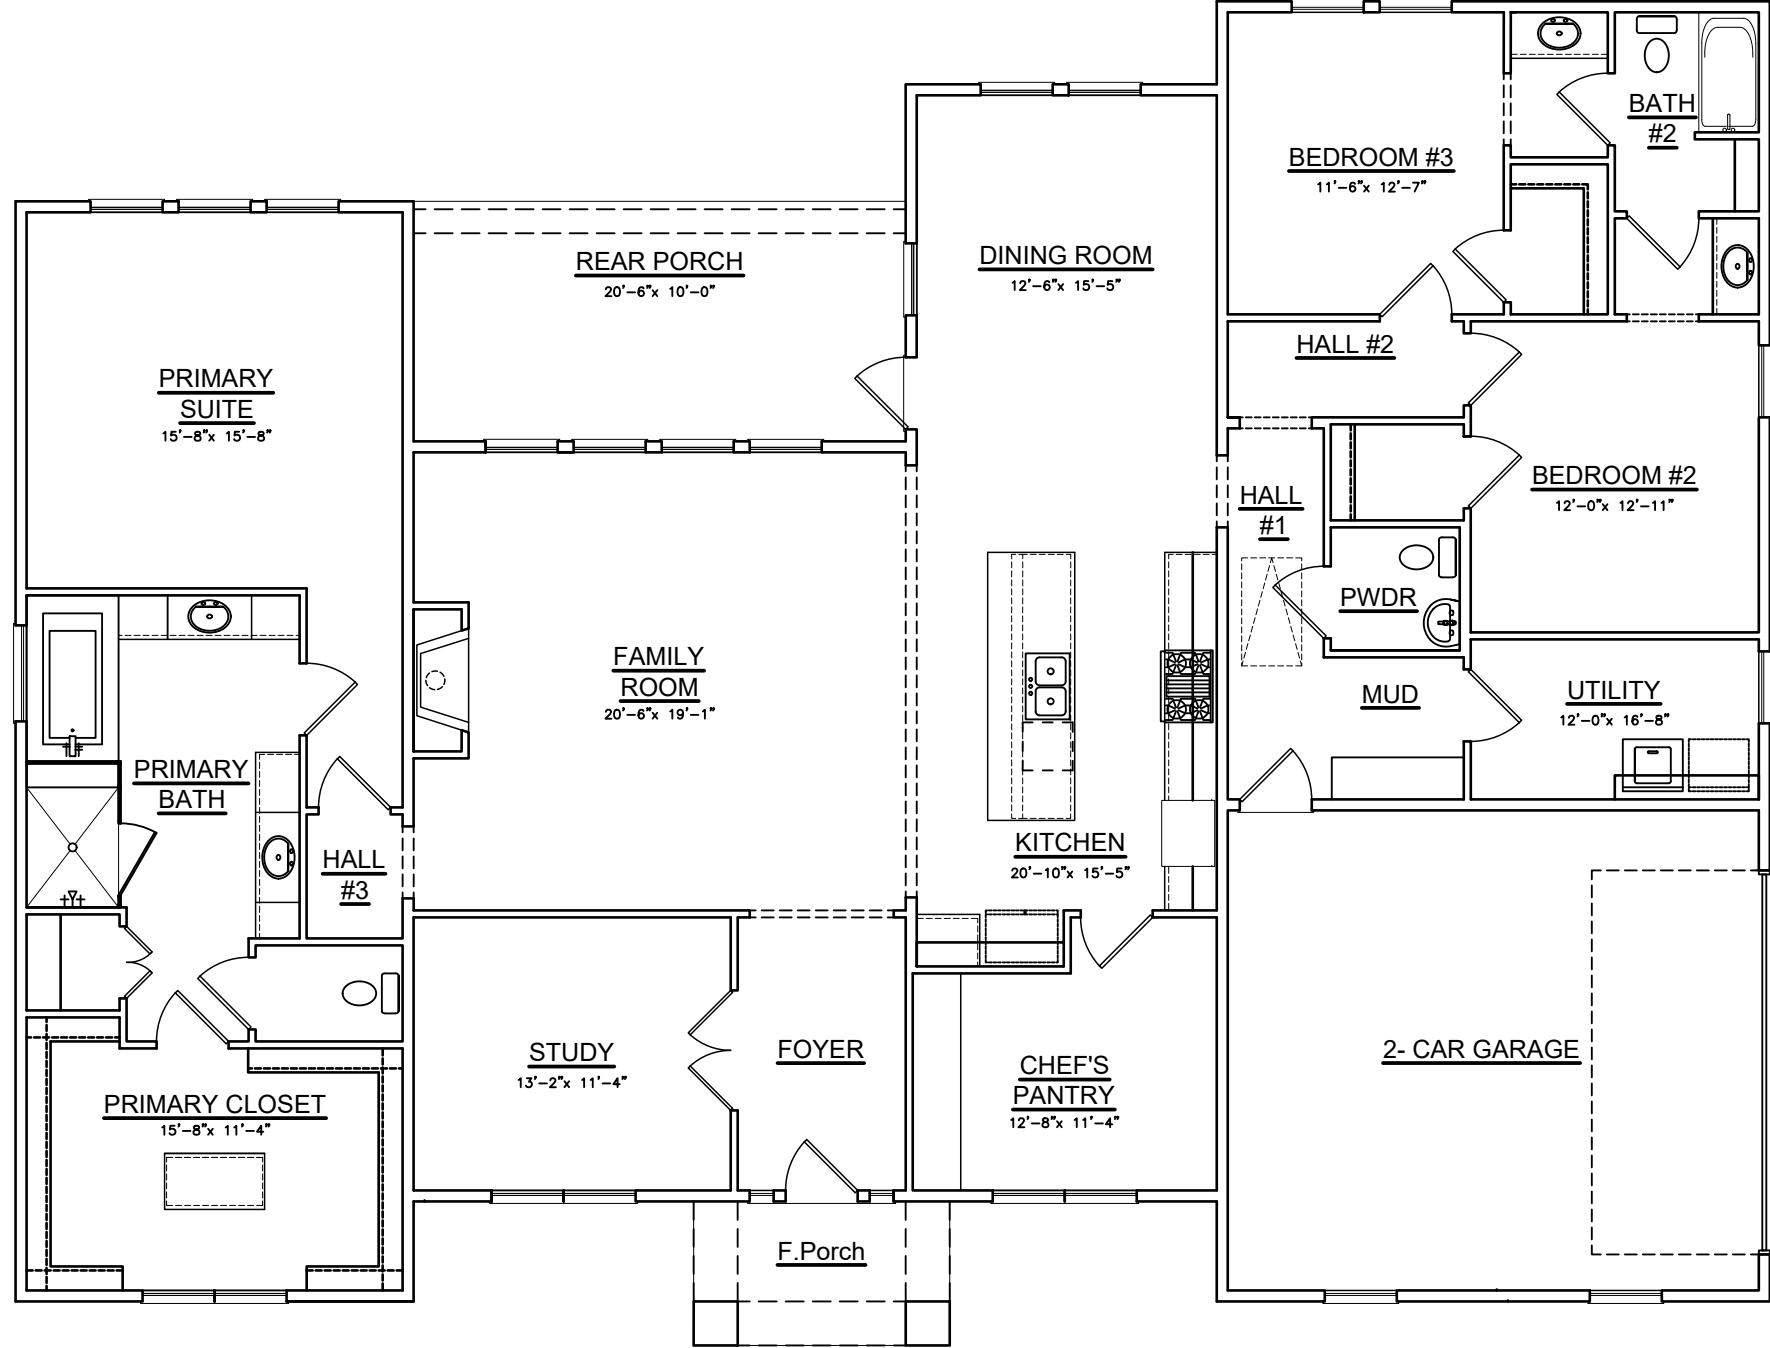 BATH
#2
BEDROOM #3
11'-6"x 12'-7"
REAR PORCH
20'-6"x 10'-0"
DINING ROOM
12'-6"x 15'-5"
HALL #2
PRIMARY
SUITE
15'-8"x 15'-8"
BEDROOM #2
12'-0"x 12'-11"
HALL
#1
PWDR
FAMILY
ROOM
20'-6"x 19'-1"
MUD
UTILITY
12'-0"x 16'-8"
PRIMARY
BATH
KITCHEN
20'-10"x 15'-5"
HALL
#3
STUDY
13'-2"x 11'-4"
FOYER
CHEF'S
PANTRY
12'-8"x 11'-4"
2- CAR GARAGE
PRIMARY CLOSET
15'-8"x 11'-4"
F.Porch